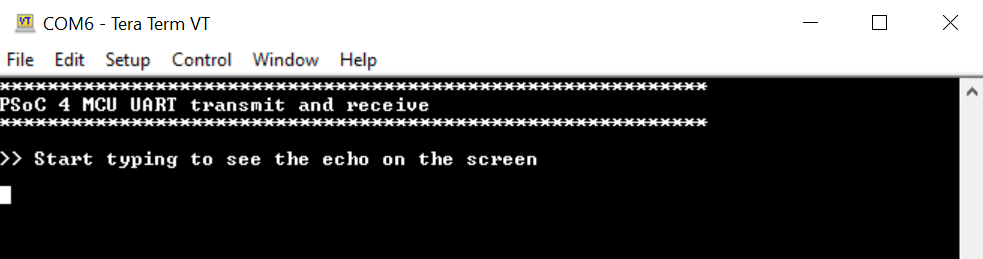 COM6 - Tera Term VT
File Edit Setup Control Window Help
*************************************************************
PSoC 4 MCU UART transmit and receive
*************************************************************
>> Start typing to see the echo on the screen